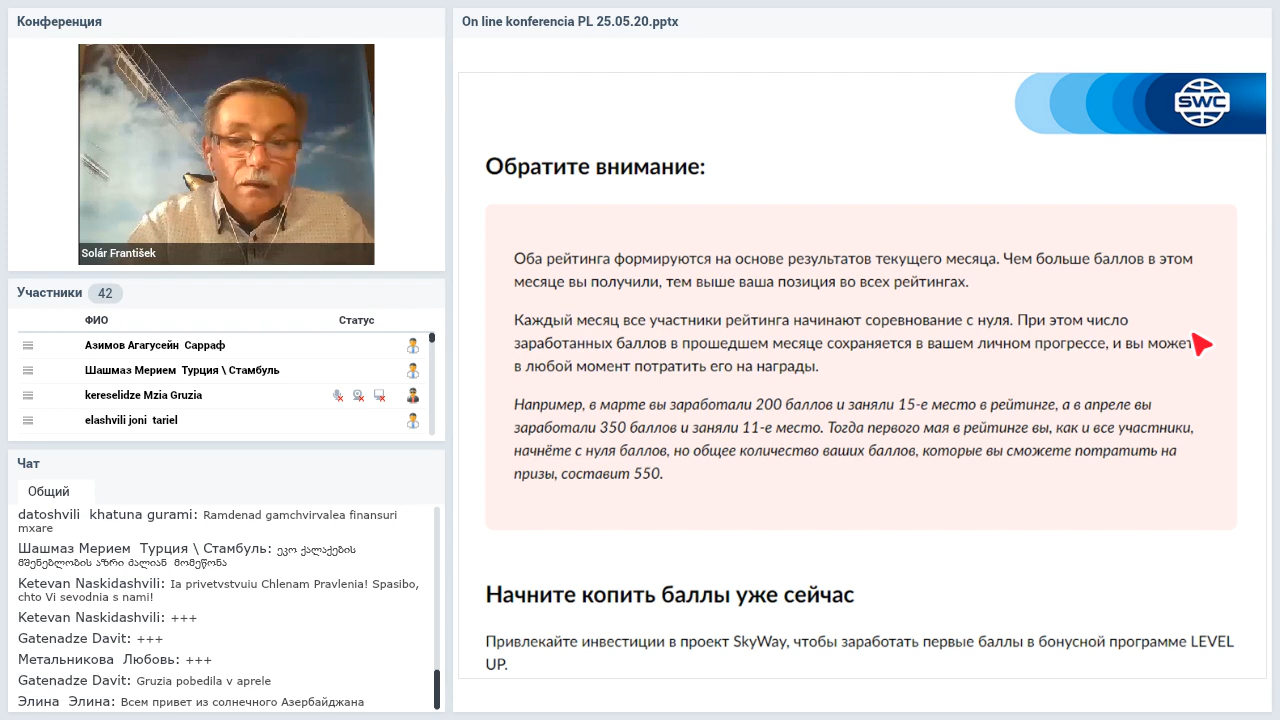 Конференция
Solár František
Участники 42
ФИО Статус
Азимов Агагусейн Сарраф
Шашмаз Мерием Турция \ Стамбуль
kereselidze Mzia Gruzia
elashvili joni tariel
Чат
Общий
datoshvili khatuna gurami: Ramdenad gamchvirvalea finansuri
mxare
Шашмаз Мерием Турция \ Стамбуль: ეკო ქალაქების
მშენებლობის აზრი ძალიან მომეწონა
Ketevan Naskidashvili: Ia privetvstvuiu Chlenam Pravlenia! Spasibo,
chto Vi sevodnia s nami!
Ketevan Naskidashvili: +++
Gatenadze Davit: +++
Метальникова Любовь: +++
Gatenadze Davit: Gruzia pobedila v aprele
Элина Элина: Всем привет из солнечного Азербайджана
On line konferencia PL 25.05.20.pptx
SWC
Обратите внимание:
Оба рейтинга формируются на основе результатов текущего месяца. Чем больше баллов в этом
месяце вы получили, тем выше ваша позиция во всех рейтингах.
Каждый месяц все участники рейтинга начинают соревнование с нуля. При этом число
заработанных баллов в прошедшем месяце сохраняется в вашем личном прогрессе, и вы может
в любой момент потратить его на награды.
Например, в марте вы заработали 200 баллов и заняли 15-е место в рейтинге, а в апреле вы
заработали 350 баллов и заняли 11-е место. Тогда первого мая в рейтинге вы, как и все участники,
начнёте с нуля баллов, но общее количество ваших баллов, которые вы сможете потратить на
призы, составит 550.
Начните копить баллы уже сейчас
Привлекайте инвестиции в проект SkyWay, чтобы заработать первые баллы в бонусной программе LEVEL
UP.